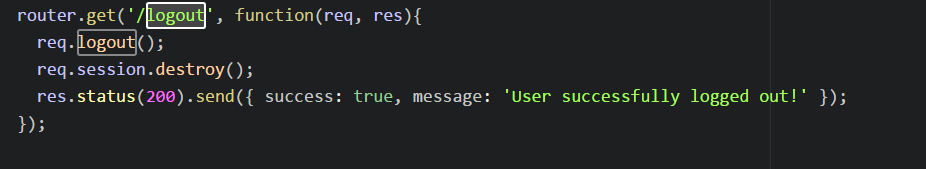 router.get('/logout', function(req, res){
  req.logout();
  req.session.destroy();
  res.status(200).send({ success: true, message: 'User successfully logged out!' });
});